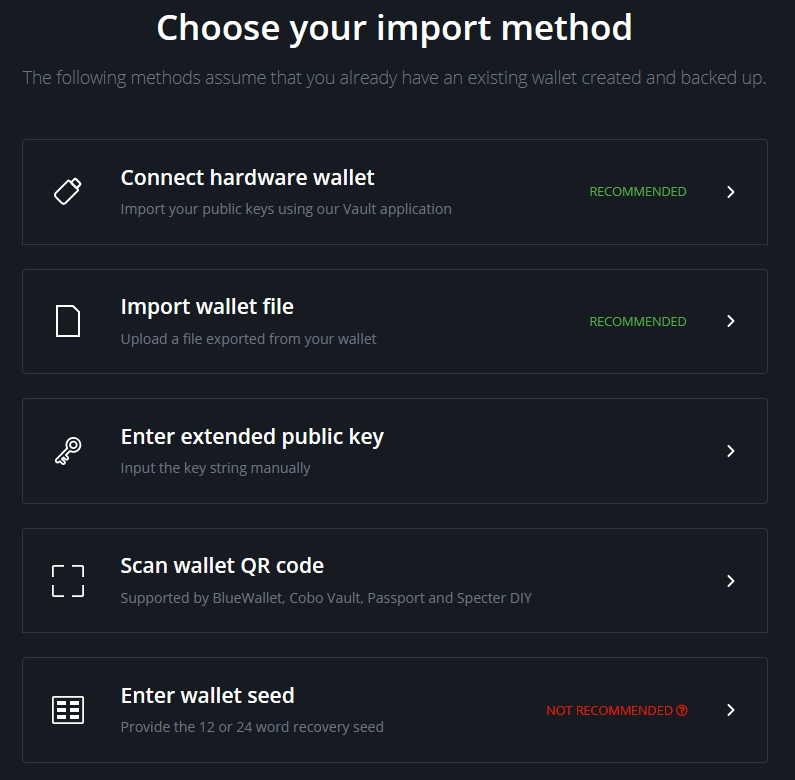 Choose your import method
The following methods assume that you already have an existing wallet created and backed up.
Connect hardware wallet
Import your public keys using our Vault application
RECOMMENDED
Import wallet file
Upload a file exported from your wallet
RECOMMENDED
Enter extended public key
Input the key string manually
Scan wallet QR code
Supported by BlueWallet, Cobo Vault, Passport and Specter DIY
Enter wallet seed
Provide the 12 or 24 word recovery seed
NOT RECOMMENDED ?